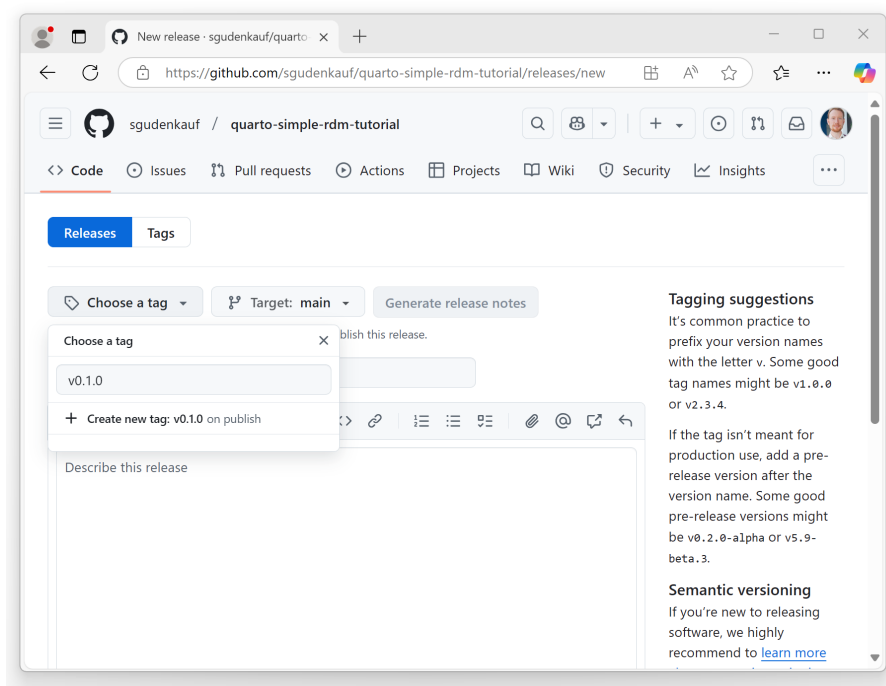 New release · sgudenkauf/quarto-
https://github.com/sgudenkauf/quarto-simple-rdm-tutorial/releases/new
sgudenkauf / quarto-simple-rdm-tutorial
Code Issues Pull requests Actions Projects Wiki Security Insights
Releases Tags
Choose a tag Target: main Generate release notes
blish this release.
Choose a tag
v0.1.0
Create new tag: v0.1.0 on publish
Describe this release
Tagging suggestions
It's common practice to
prefix your version names
with the letter v. Some good
tag names might be v1.0.0
or v2.3.4.
If the tag isn't meant for
production use, add a pre-
release version after the
version name. Some good
pre-release versions might
be v0.2.0-alpha or v5.9-
beta.3.
Semantic versioning
If you're new to releasing
software, we highly
recommend to learn more